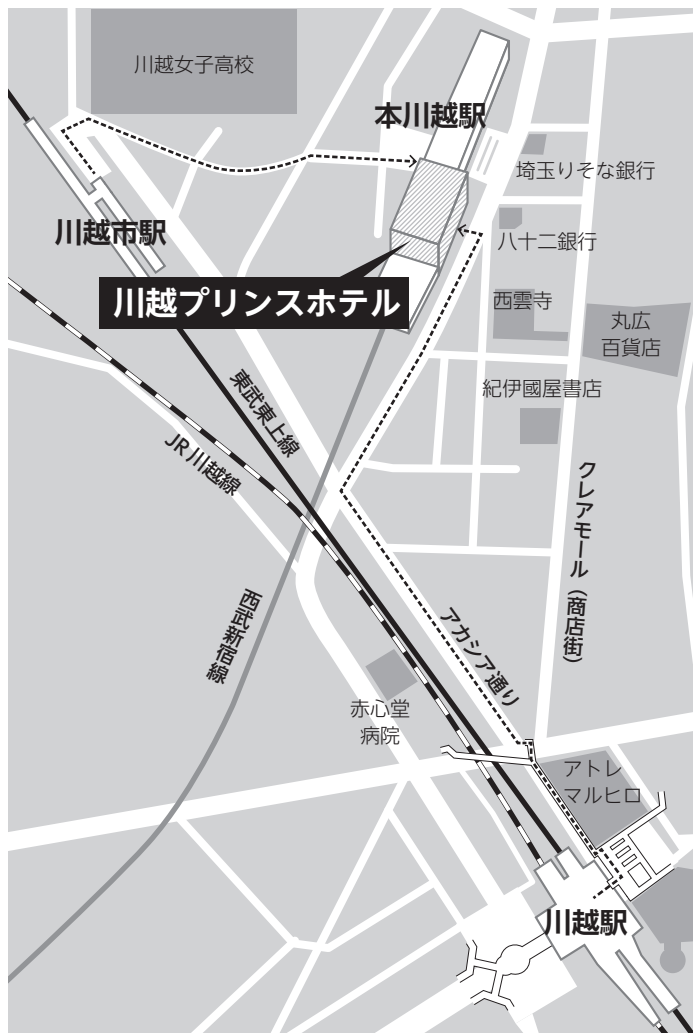 川越女子高校
本川越駅
埼玉りそな銀行
川越市駅
八十二銀行
川越プリンスホテル
西雲寺
丸広
百貨店
東武東上線
紀伊國屋書店
JR川越線
クレアモール（商店街）
西武新宿線
アカシア通り
赤心堂
病院
アトレ
マルヒロ
川越駅